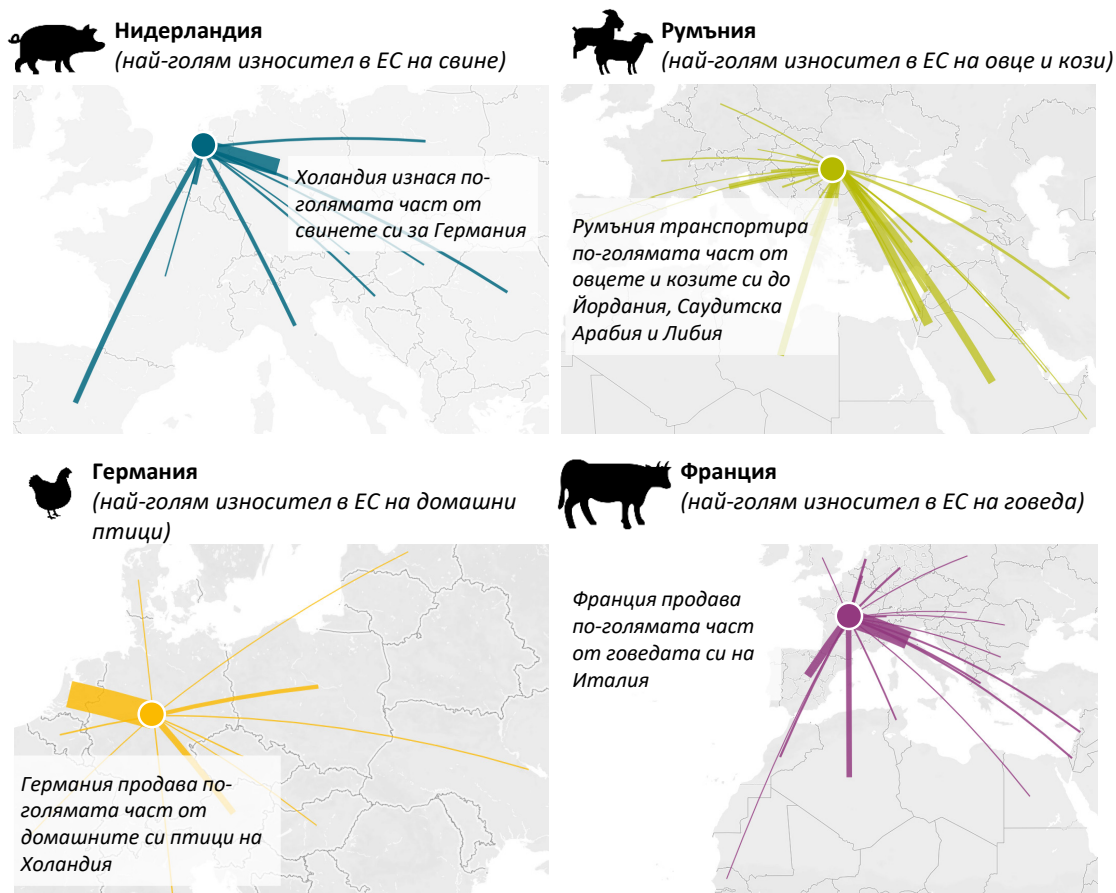 Нидерландия
(най-голям износител в ЕС на свине)
Холандия изнася по-
голямата част от
свинете си за Германия
Румъния
(най-голям износител в ЕС на овце и кози)
Румъния транспортира
по-голямата част от
овцете и козите си до
Йордания, Саудитска
Арабия и Либия
Германия
(най-голям износител в ЕС на домашни
птици)
Германия продава по-
голямата част от
домашните си птици на
Холандия
Франция
(най-голям износител в ЕС на говеда)
Франция продава
по-голямата част
от говедата си на
Италия